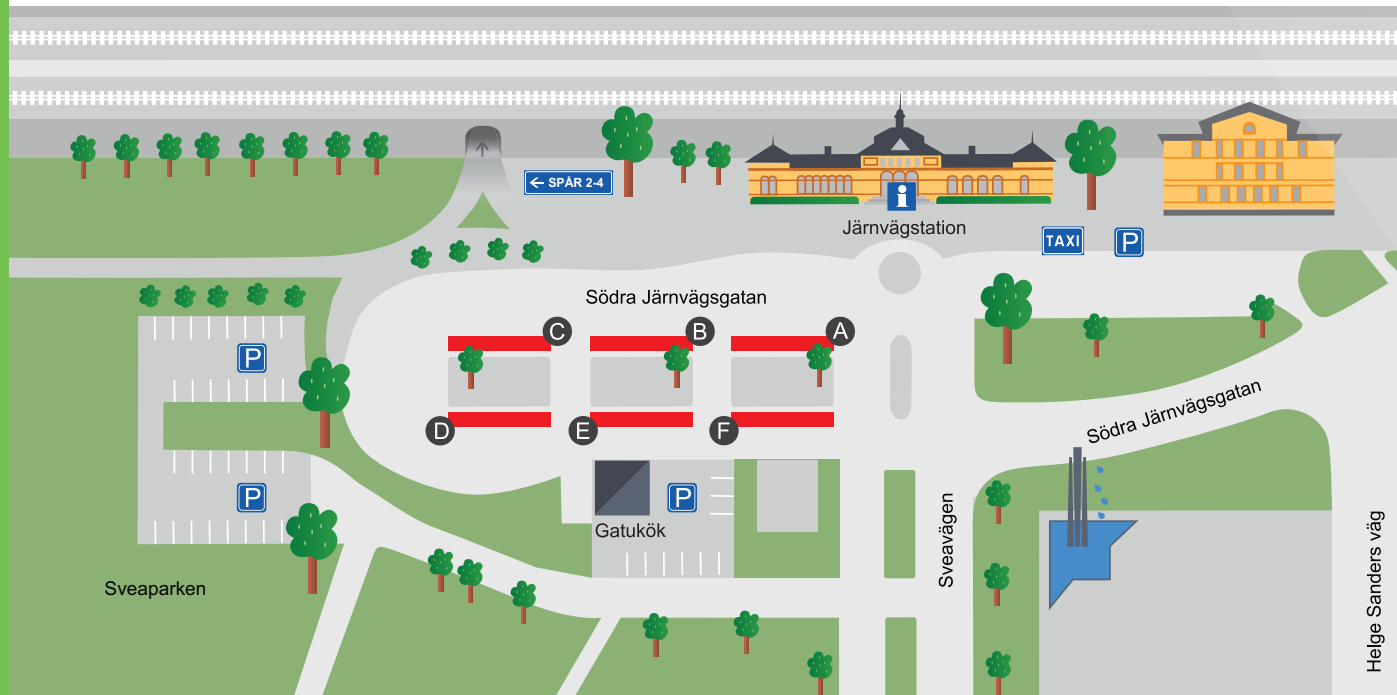 ← SPÅR 2-4
i
Järnvägstation
TAXI
P
Södra Järnvägsgatan
C
B
A
P
Södra Järnvägsgatan
D
E
F
P
P
Gatukök
Sveavägen
Helge Sanders väg
Sveaparken